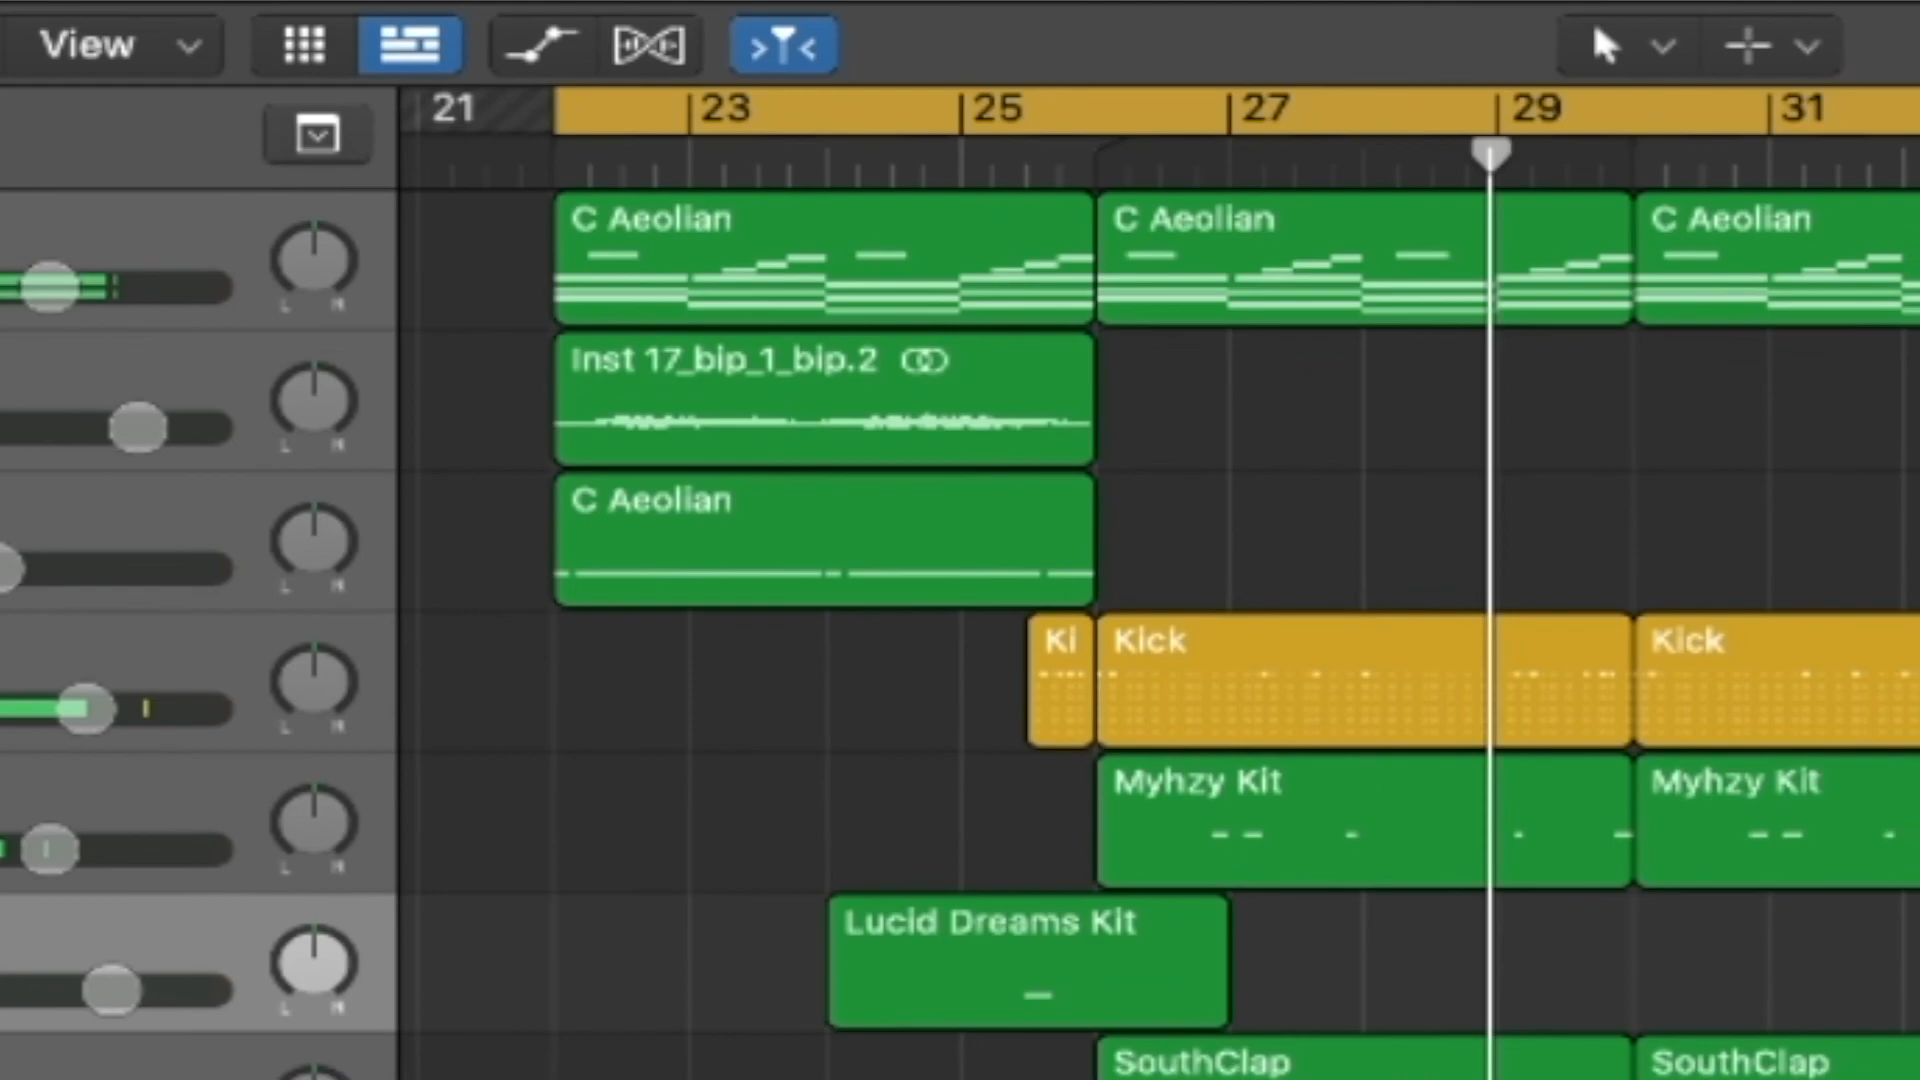 View
21 23 25 27 29 31
C Aeolian C Aeolian C Aeolian
Inst 17_bip_1_bip.2
C Aeolian
Ki Kick Kick
Myhzy Kit Myhzy Kit
Lucid Dreams Kit
SouthClap SouthClap